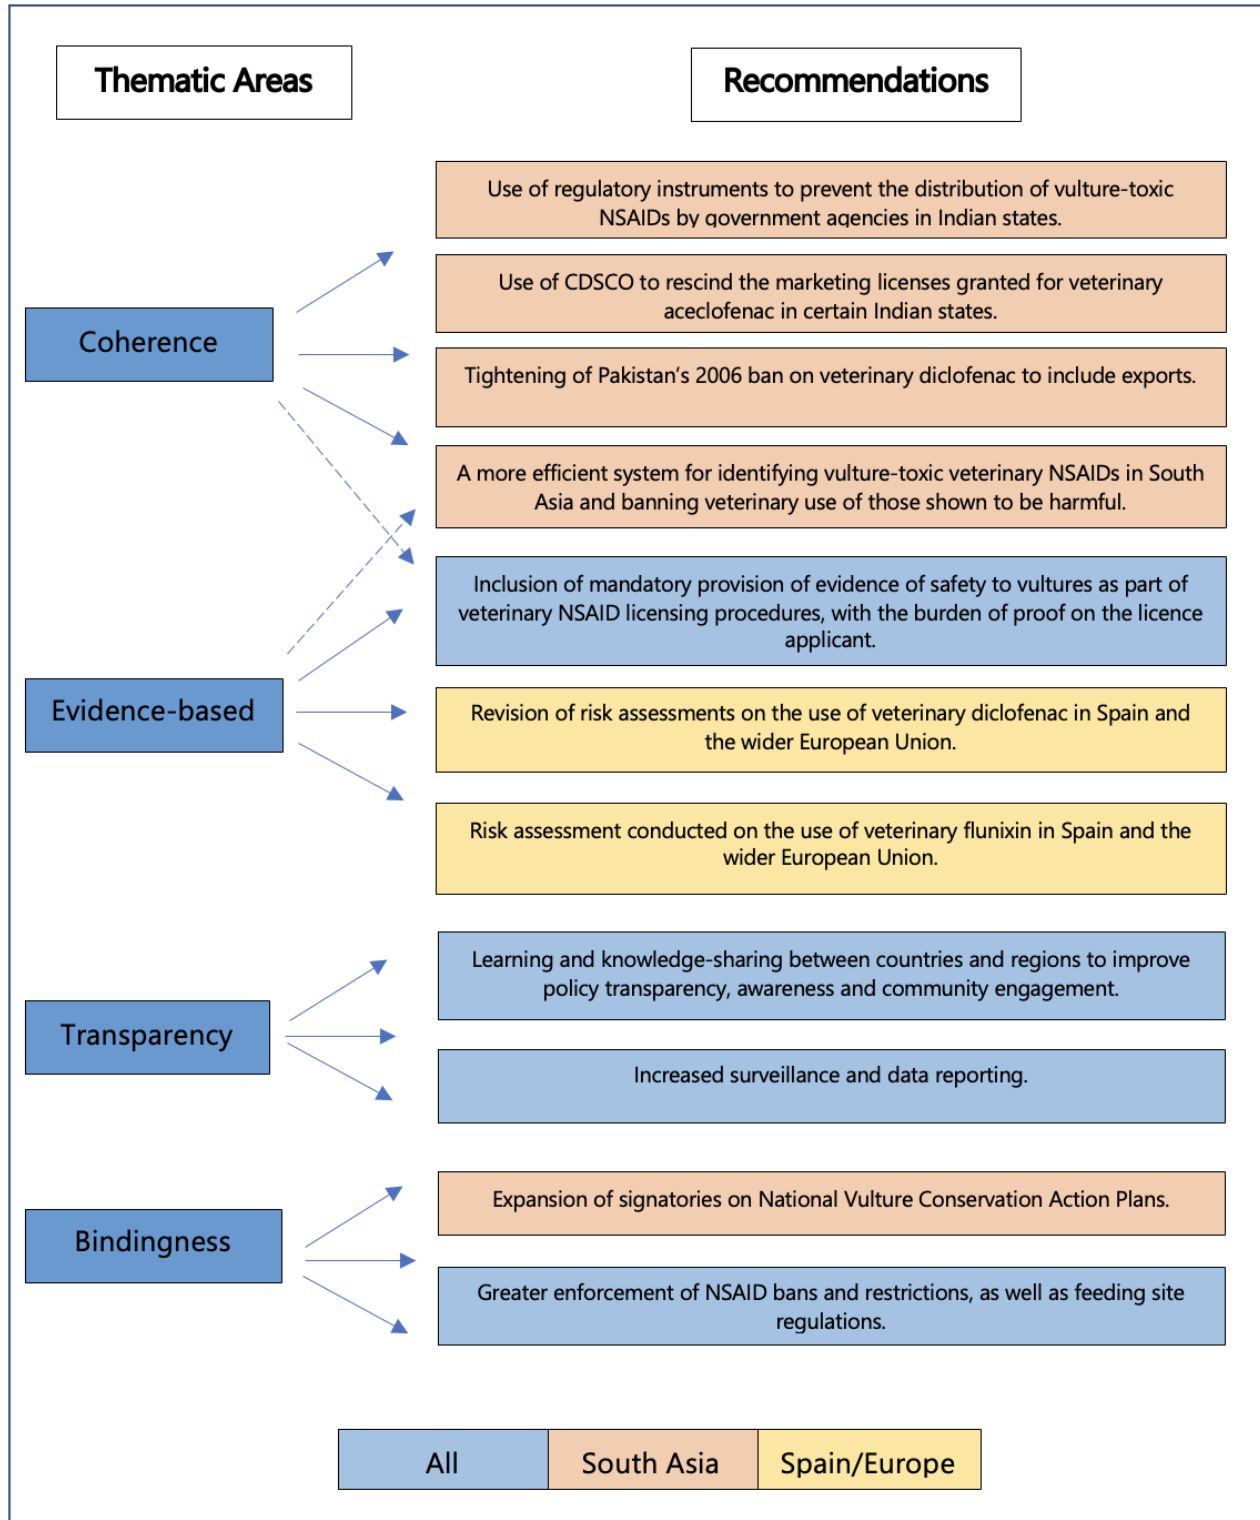 Thematic Areas
Recommendations
Use of regulatory instruments to prevent the distribution of vulture-toxic
NSAIDs by government agencies in Indian states.
Use of CDSCO to rescind the marketing licenses granted for veterinary
aceclofenac in certain Indian states.
Coherence
Tightening of Pakistan's 2006 ban on veterinary diclofenac to include exports.
A more efficient system for identifying vulture-toxic veterinary NSAIDs in South
Asia and banning veterinary use of those shown to be harmful.
Inclusion of mandatory provision of evidence of safety to vultures as part of
veterinary NSAID licensing procedures, with the burden of proof on the licence
applicant.
Evidence-based
Revision of risk assessments on the use of veterinary diclofenac in Spain and
the wider European Union.
Risk assessment conducted on the use of veterinary flunixin in Spain and the
wider European Union.
Learning and knowledge-sharing between countries and regions to improve
policy transparency, awareness and community engagement.
Transparency
Increased surveillance and data reporting.
Expansion of signatories on National Vulture Conservation Action Plans.
Bindingness
Greater enforcement of NSAID bans and restrictions, as well as feeding site
regulations.
All
South Asia
Spain/Europe